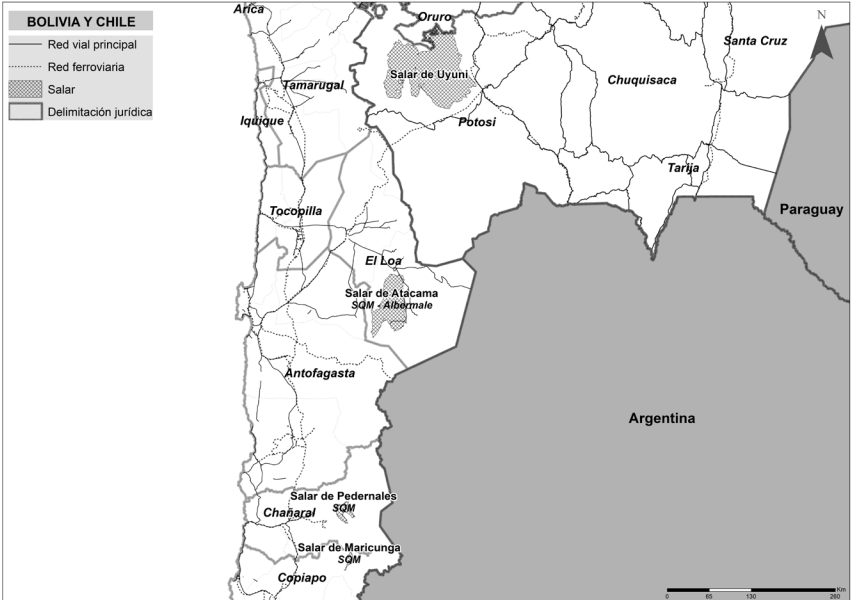 BOLIVIA Y CHILE
Red vial principal
Red ferroviaria
Salar
Delimitación jurídica
N
Arica
Oruro
Santa Cruz
Salar de Uyuni
Tamarugal
Chuquisaca
Iquique
Potosi
Tarija
Tocopilla
Paraguay
El Loa
Salar de Atacama
SQM - Albermale
Antofagasta
Argentina
Salar de Pedernales
SQM
Chañaral
Salar de Maricunga
SQM
Copiapo
Km
0 65 130 260